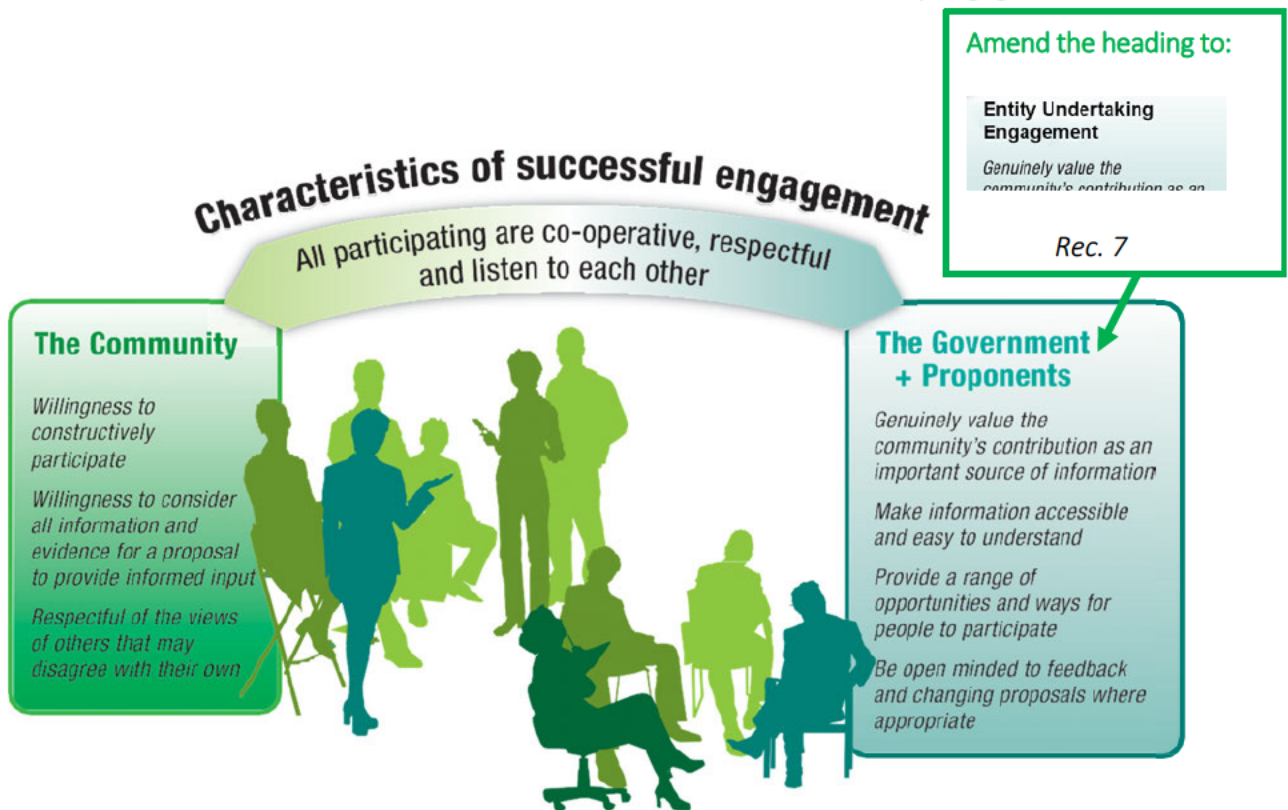 Amend the heading to:
Entity Undertaking
Engagement
Genuinely value the
community's contribution as an
Rec. 7
Characteristics of successful engagement
All participating are co-operative, respectful
and listen to each other
The Community
Willingness to
constructively
participate
Willingness to consider
all information and
evidence for a proposal
to provide informed input
Respectful of the views
of others that may
disagree with their own
The Government
+ Proponents
Genuinely value the
community's contribution as an
important source of information
Make information accessible
and easy to understand
Provide a range of
opportunities and ways for
people to participate
Be open minded to feedback
and changing proposals where
appropriate